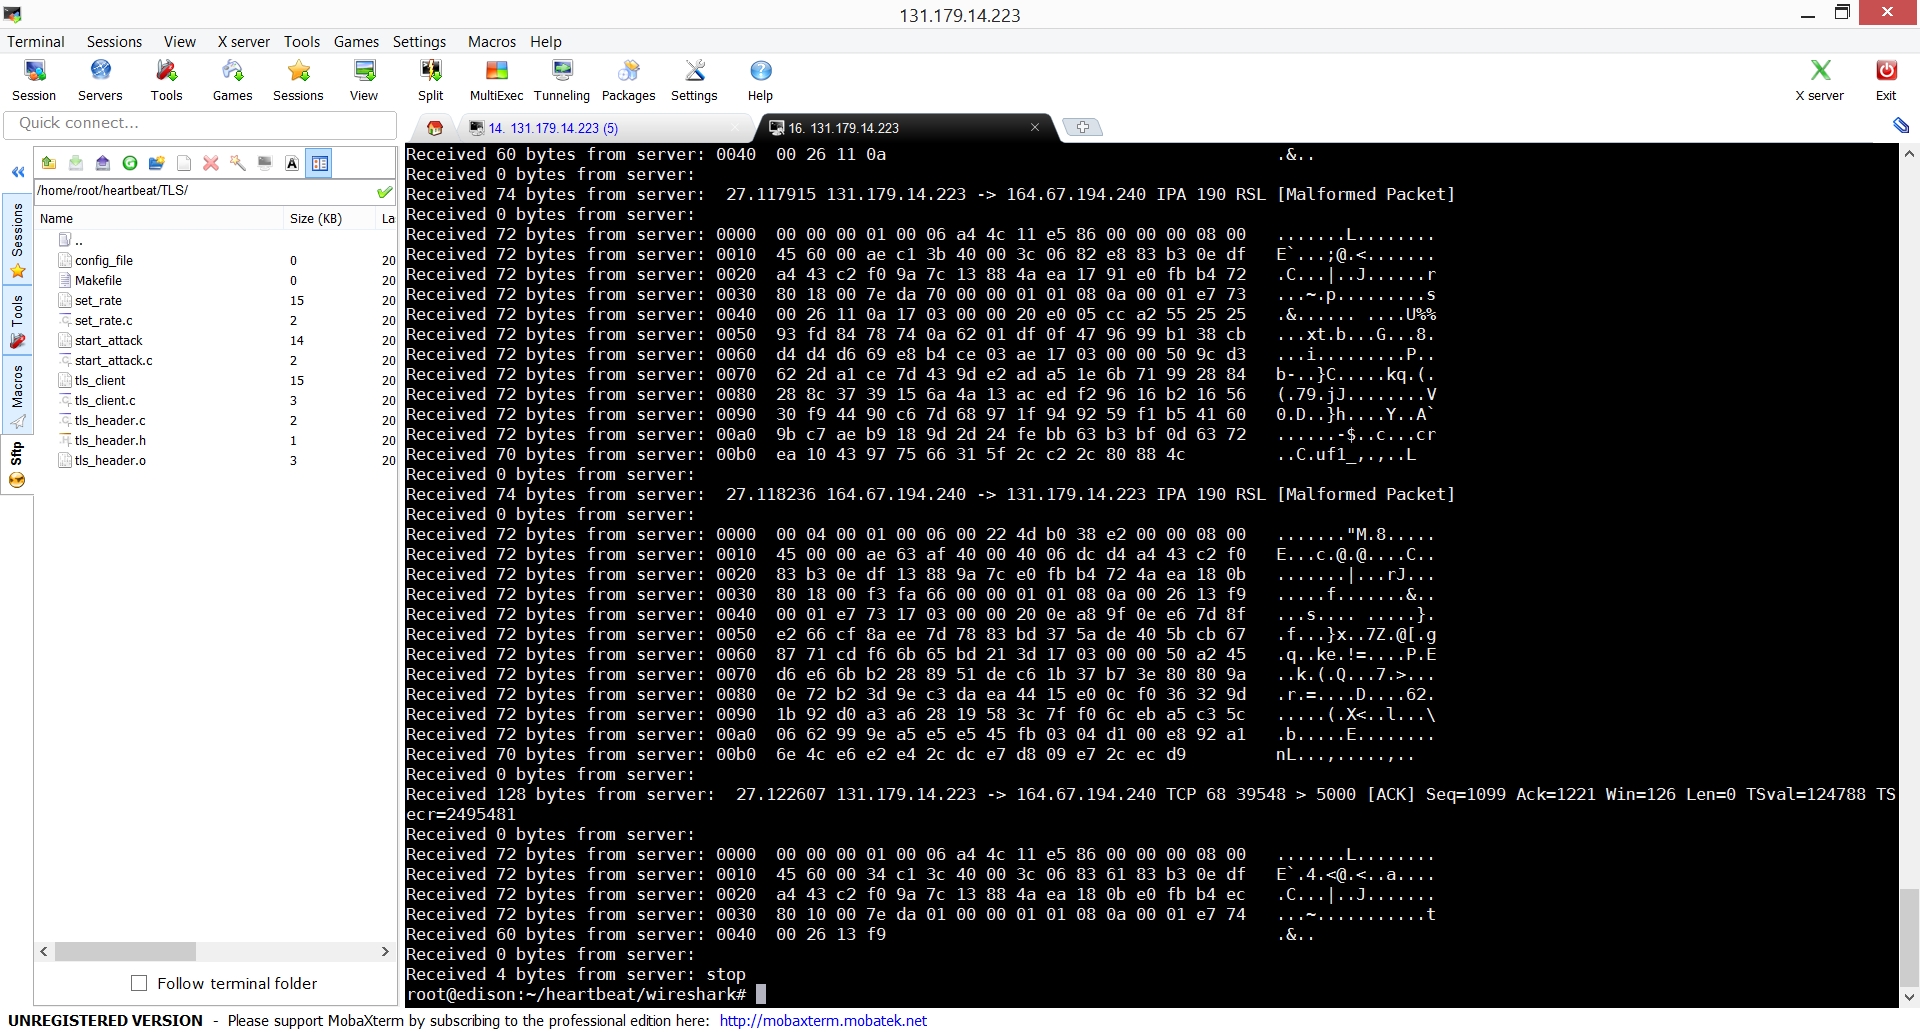 131.179.14.223
Terminal Sessions View X server Tools Games Settings Macros Help
Session Servers Tools Games Sessions View Split MultiExec Tunneling Packages Settings Help X server Exit
Quick connect...
14. 131.179.14.223 (5)
16. 131.179.14.223
/home/root/heartbeat/TLS/
Name Size (KB) La
..
config_file 0 20
Makefile 0 20
set_rate 15 20
set_rate.c 2 20
start_attack 14 20
start_attack.c 2 20
tls_client 15 20
tls_client.c 3 20
tls_header.c 2 20
tls_header.h 1 20
tls_header.o 3 20
Sessions
Tools
Macros
Sftp
Follow terminal folder
Received 60 bytes from server: 0040  00 26 11 0a .&..
Received 0 bytes from server:
Received 74 bytes from server:  27.117915 131.179.14.223 -> 164.67.194.240 IPA 190 RSL [Malformed Packet]
Received 0 bytes from server:
Received 72 bytes from server: 0000  00 00 00 01 00 06 a4 4c 11 e5 86 00 00 00 08 00   .......L........
Received 72 bytes from server: 0010  45 60 00 ae c1 3b 40 00 3c 06 82 e8 83 b3 0e df   E`...;@.<.......
Received 72 bytes from server: 0020  a4 43 c2 f0 9a 7c 13 88 4a ea 17 91 e0 fb b4 72   .C...|..J......r
Received 72 bytes from server: 0030  80 18 00 7e da 70 00 00 01 01 08 0a 00 01 e7 73   ...~.p.........s
Received 72 bytes from server: 0040  00 26 11 0a 17 03 00 00 20 e0 05 cc a2 55 25 25   .&...... ....U%%
Received 72 bytes from server: 0050  93 fd 84 78 74 0a 62 01 df 0f 47 96 99 b1 38 cb   ...xt.b...G...8.
Received 72 bytes from server: 0060  d4 d4 d6 69 e8 b4 ce 03 ae 17 03 00 00 50 9c d3   ...i.........P..
Received 72 bytes from server: 0070  62 2d a1 ce 7d 43 9d e2 ad a5 1e 6b 71 99 28 84   b-..}C.....kq.(.
Received 72 bytes from server: 0080  28 8c 37 39 15 6a 4a 13 ac ed f2 96 16 b2 16 56   (.79.jJ........V
Received 72 bytes from server: 0090  30 f9 44 90 c6 7d 68 97 1f 94 92 59 f1 b5 41 60   0.D..}h....Y..A`
Received 72 bytes from server: 00a0  9b c7 ae b9 18 9d 2d 24 fe bb 63 b3 bf 0d 63 72   ......-$..c...cr
Received 70 bytes from server: 00b0  ea 10 43 97 75 66 31 5f 2c c2 2c 80 88 4c   ..C.uf1_,.,..L
Received 0 bytes from server:
Received 74 bytes from server:  27.118236 164.67.194.240 -> 131.179.14.223 IPA 190 RSL [Malformed Packet]
Received 0 bytes from server:
Received 72 bytes from server: 0000  00 04 00 01 00 06 00 22 4d b0 38 e2 00 00 08 00   ......."M.8.....
Received 72 bytes from server: 0010  45 00 00 ae 63 af 40 00 40 06 dc d4 a4 43 c2 f0   E...c.@.@....C..
Received 72 bytes from server: 0020  83 b3 0e df 13 88 9a 7c e0 fb b4 72 4a ea 18 0b   .......|...rJ...
Received 72 bytes from server: 0030  80 18 00 f3 fa 66 00 00 01 01 08 0a 00 26 13 f9   .....f.......&..
Received 72 bytes from server: 0040  00 01 e7 73 17 03 00 00 20 0e a8 9f 0e e6 7d 8f   ...s.... .....}.
Received 72 bytes from server: 0050  e2 66 cf 8a ee 7d 78 83 bd 37 5a de 40 5b cb 67   .f...}x..7Z.@[.g
Received 72 bytes from server: 0060  87 71 cd f6 6b 65 bd 21 3d 17 03 00 00 50 a2 45   .q..ke.!=....P.E
Received 72 bytes from server: 0070  d6 e6 6b b2 28 89 51 de c6 1b 37 b7 3e 80 80 9a   ..k.(.Q...7.>...
Received 72 bytes from server: 0080  0e 72 b2 3d 9e c3 da ea 44 15 e0 0c f0 36 32 9d   .r.=....D....62.
Received 72 bytes from server: 0090  1b 92 d0 a3 a6 28 19 58 3c 7f f0 6c eb a5 c3 5c   .....(.X<..l...\
Received 72 bytes from server: 00a0  06 62 99 9e a5 e5 e5 45 fb 03 04 d1 00 e8 92 a1   .b.....E........
Received 70 bytes from server: 00b0  6e 4c e6 e2 e4 2c dc e7 d8 09 e7 2c ec d9   nL...,.....,..
Received 0 bytes from server:
Received 128 bytes from server:  27.122607 131.179.14.223 -> 164.67.194.240 TCP 68 39548 > 5000 [ACK] Seq=1099 Ack=1221 Win=126 Len=0 TSval=124788 TS
ecr=2495481
Received 0 bytes from server:
Received 72 bytes from server: 0000  00 00 00 01 00 06 a4 4c 11 e5 86 00 00 00 08 00   .......L........
Received 72 bytes from server: 0010  45 60 00 34 c1 3c 40 00 3c 06 83 61 83 b3 0e df   E`.4.<@.<..a....
Received 72 bytes from server: 0020  a4 43 c2 f0 9a 7c 13 88 4a ea 18 0b e0 fb b4 ec   .C...|..J.......
Received 72 bytes from server: 0030  80 10 00 7e da 01 00 00 01 01 08 0a 00 01 e7 74   ...~...........t
Received 60 bytes from server: 0040  00 26 13 f9   .&..
Received 0 bytes from server:
Received 4 bytes from server: stop
root@edison:~/heartbeat/wireshark#
UNREGISTERED VERSION - Please support MobaXterm by subscribing to the professional edition here: http://mobaxterm.mobatek.net